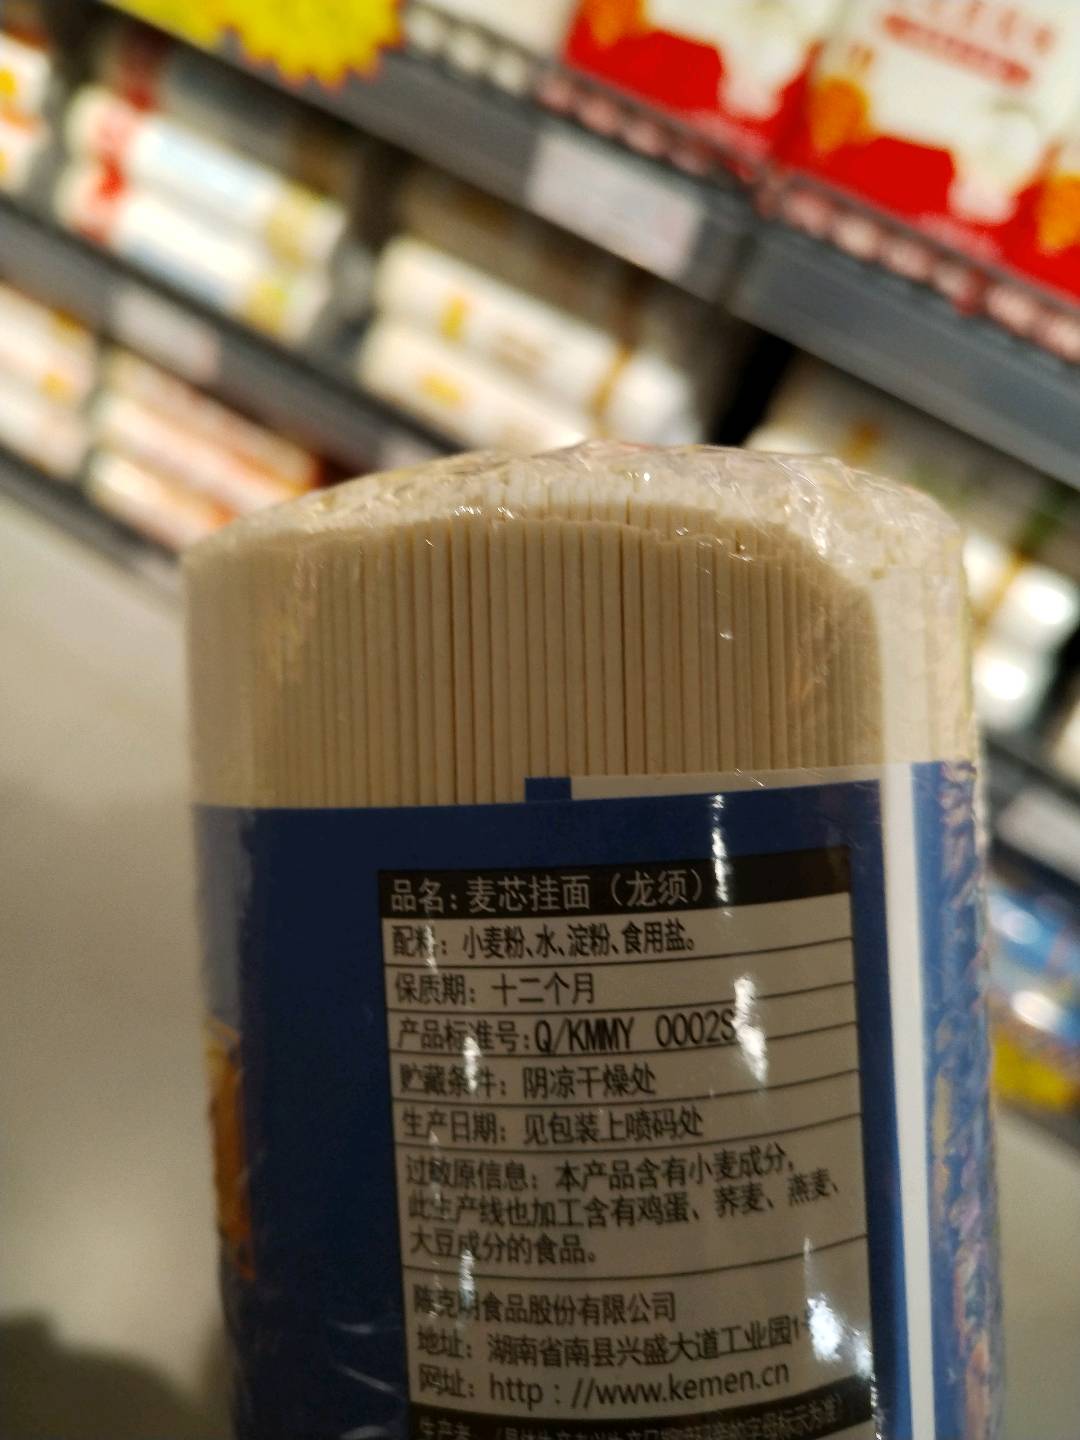 品名：麦芯挂面（龙须）
配料：小麦粉、水、淀粉、食用盐。
保质期：十二个月
产品标准号：Q/KMMY 0002S
贮藏条件：阴凉干燥处
生产日期：见包装上喷码处
过敏原信息：本产品含有小麦成分，
此生产线也加工含有鸡蛋、荞麦、燕麦、
大豆成分的食品。
陈克明食品股份有限公司
地址：湖南省南县兴盛大道工业园1
网址：http：//www.kemen.cn
生产者